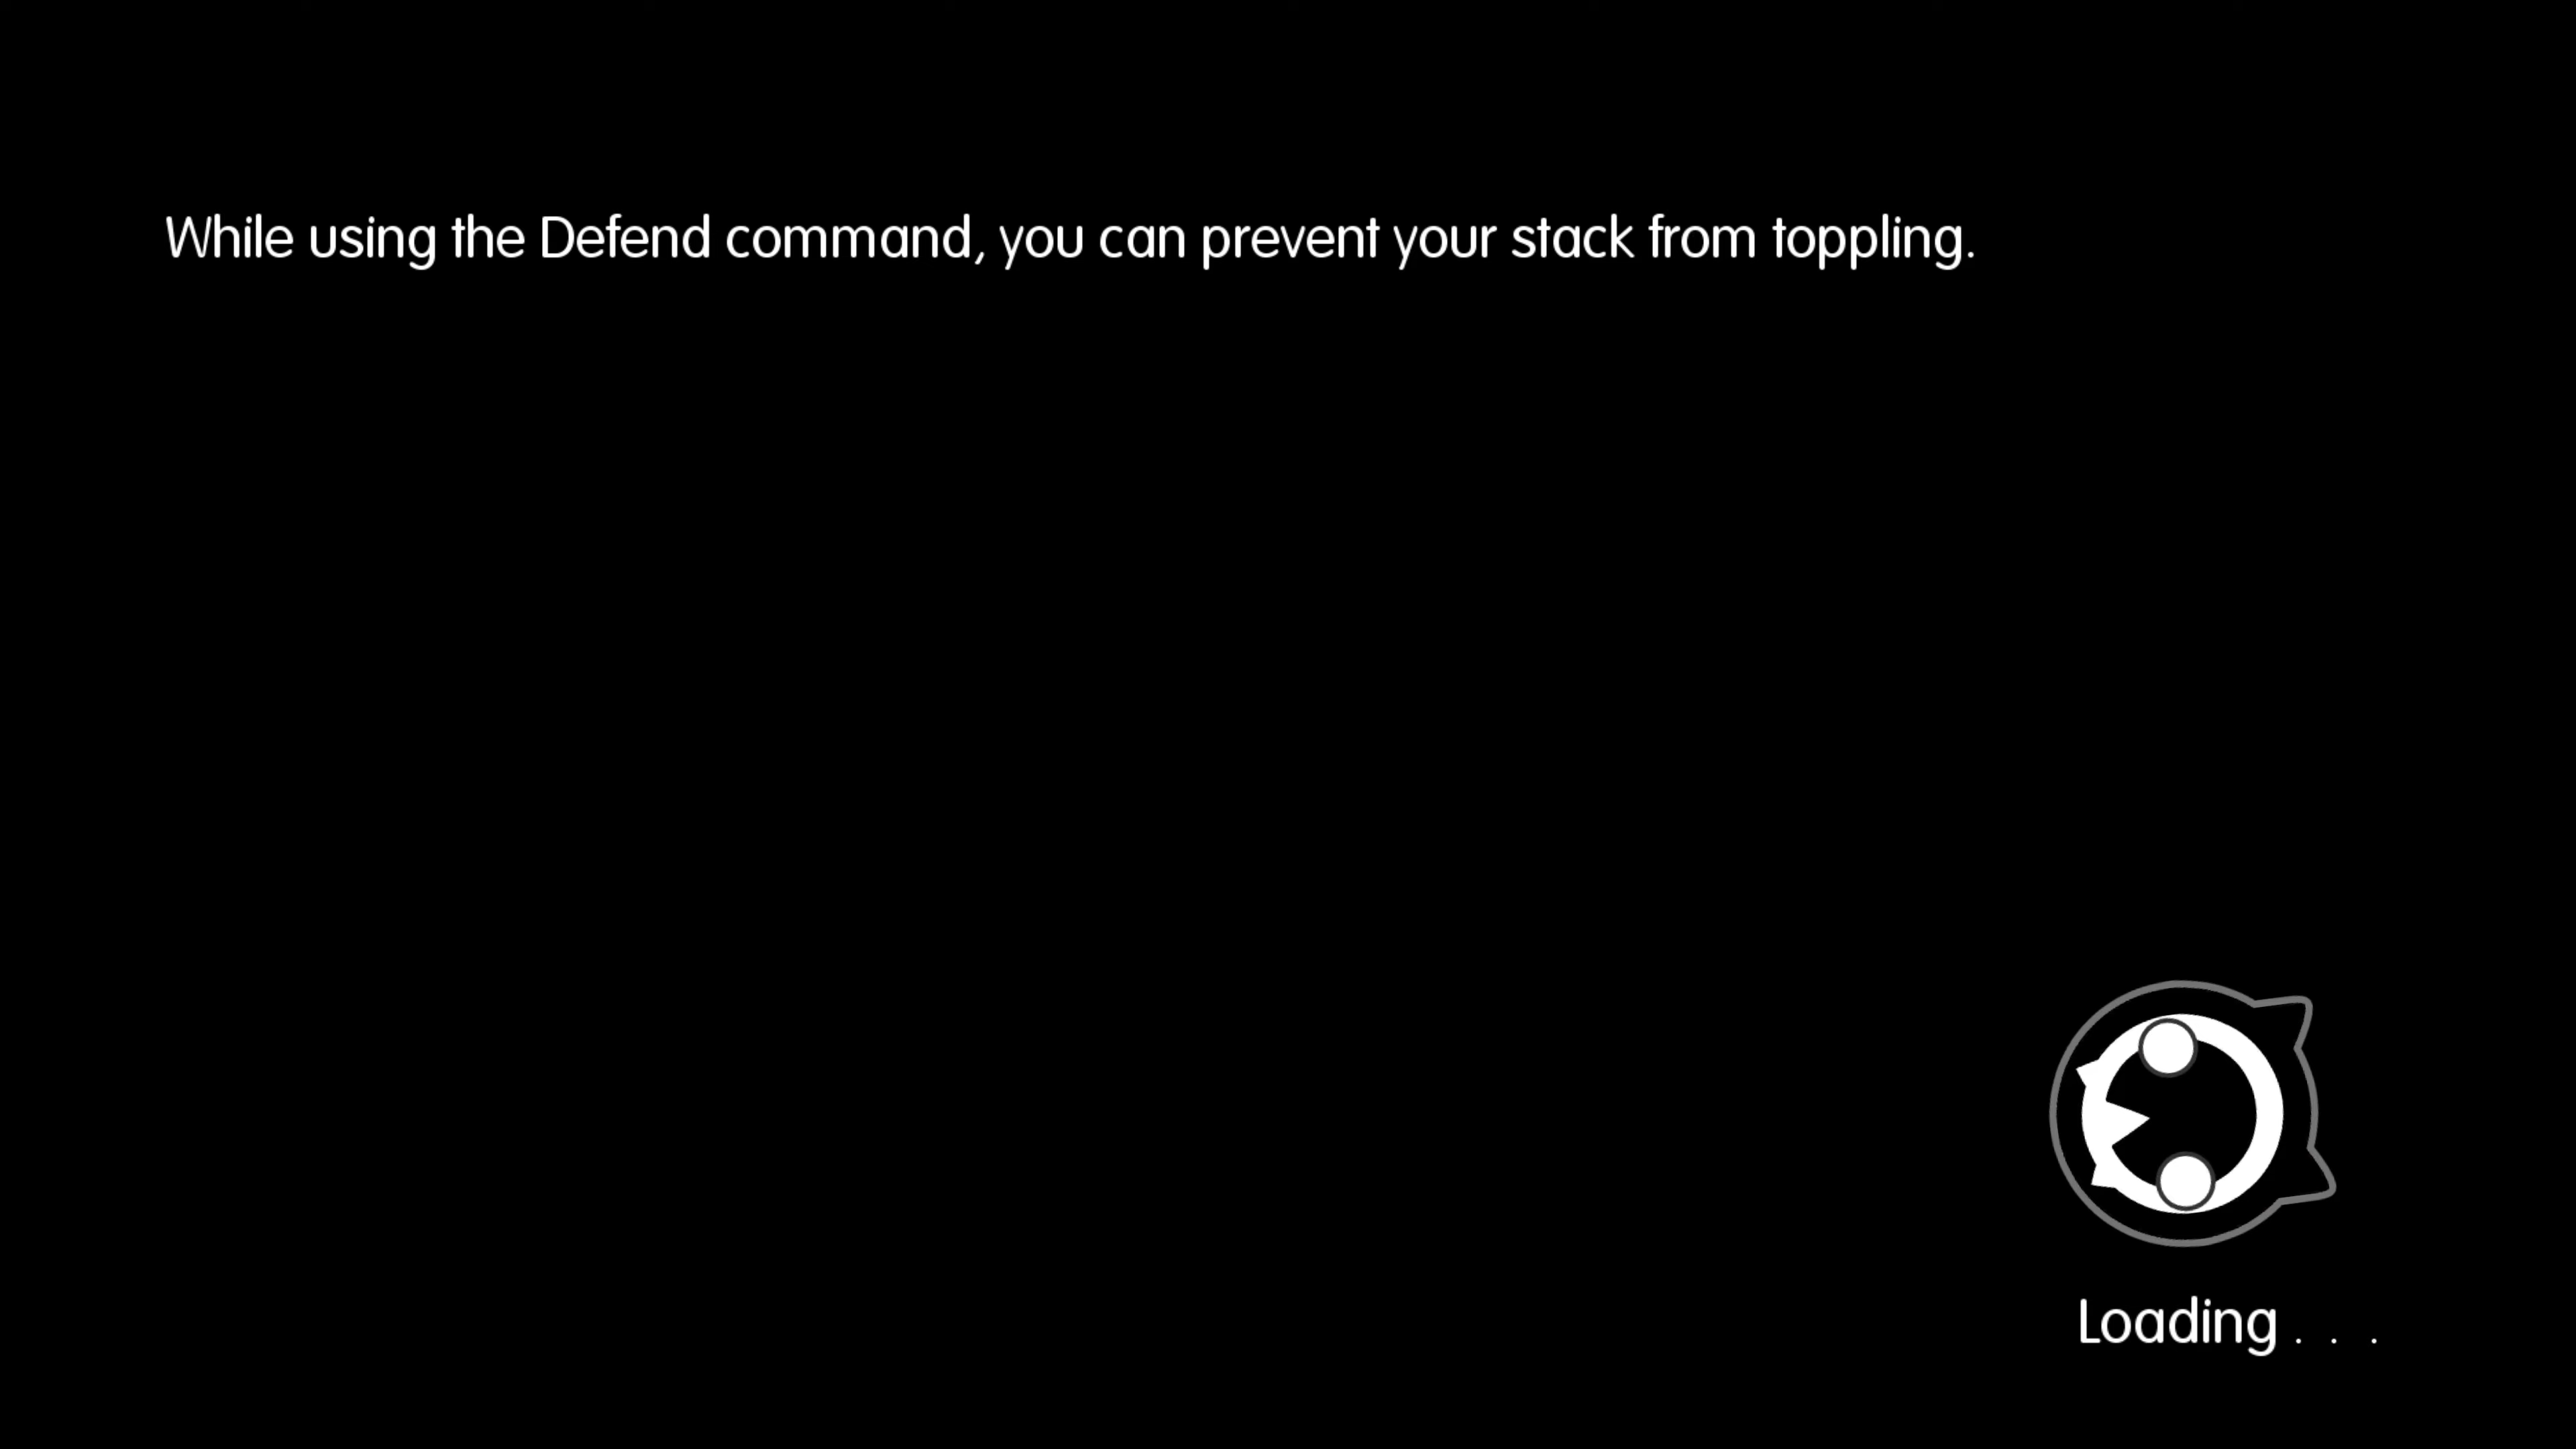 While using the Defend command, you can prevent your stack from toppling.
Loading . . .